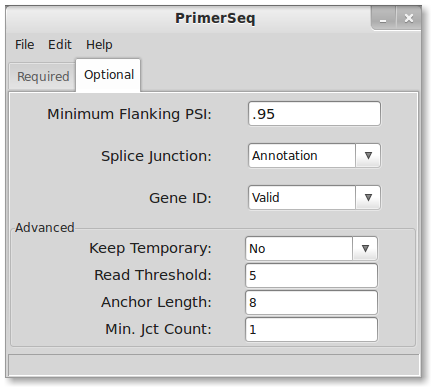 PrimerSeq
File Edit Help
Required Optional
Minimum Flanking PSI: .95
Splice Junction: Annotation
Gene ID: Valid
Advanced
Keep Temporary: No
Read Threshold: 5
Anchor Length: 8
Min. Jct Count: 1